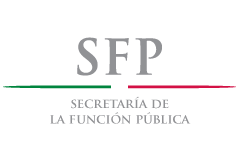 SFP
SECRETARÍA DE
LA FUNCIÓN PÚBLICA